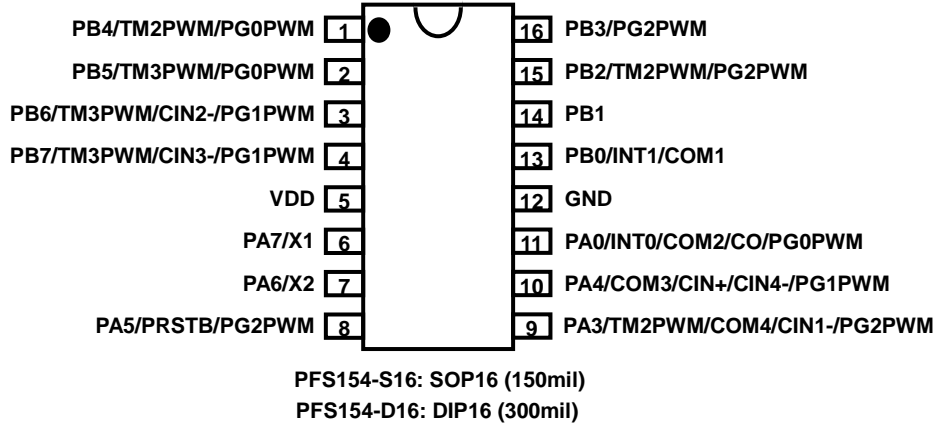 PB4/TM2PWM/PG0PWM 1 16 PB3/PG2PWM
PB5/TM3PWM/PG0PWM 2 15 PB2/TM2PWM/PG2PWM
PB6/TM3PWM/CIN2-/PG1PWM 3 14 PB1
PB7/TM3PWM/CIN3-/PG1PWM 4 13 PB0/INT1/COM1
VDD 5 12 GND
PA7/X1 6 11 PA0/INT0/COM2/CO/PG0PWM
PA6/X2 7 10 PA4/COM3/CIN+/CIN4-/PG1PWM
PA5/PRSTB/PG2PWM 8 9 PA3/TM2PWM/COM4/CIN1-/PG2PWM
PFS154-S16: SOP16 (150mil)
PFS154-D16: DIP16 (300mil)